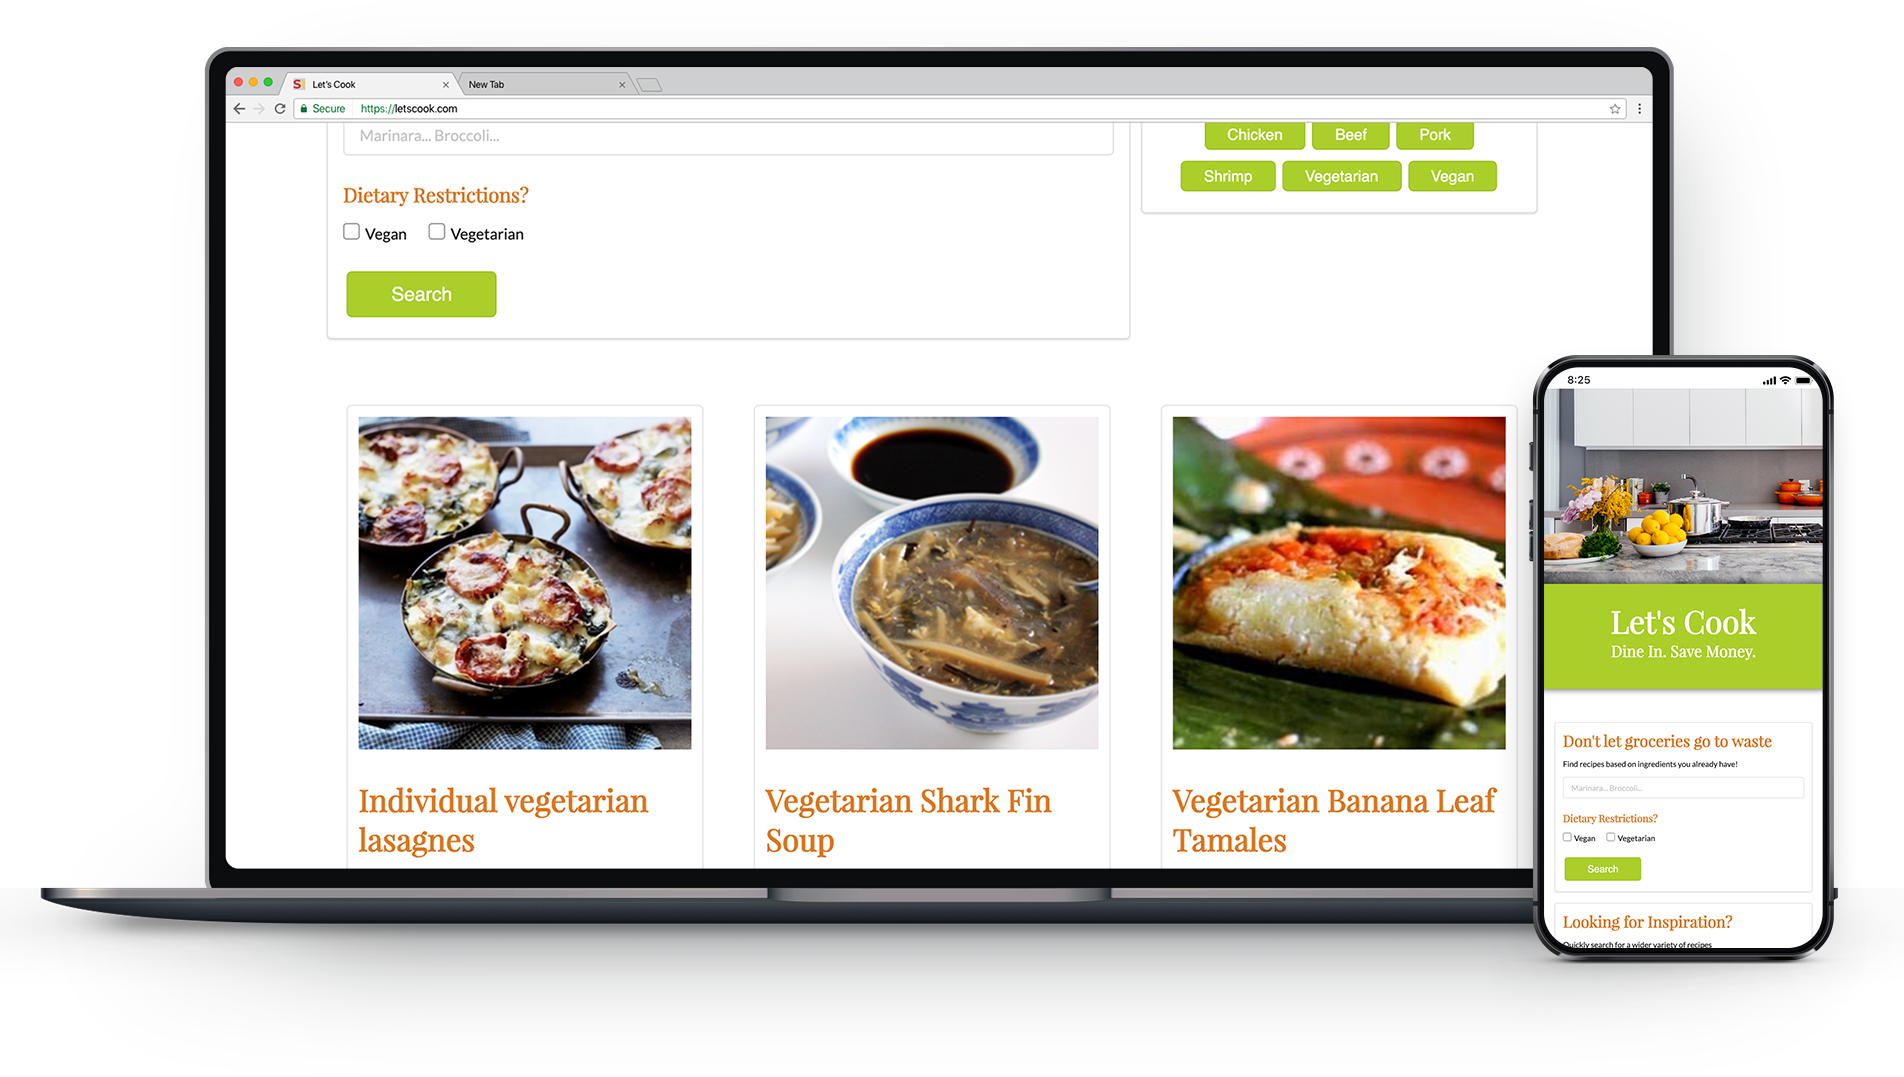 Let's Cook
New Tab
Secure
https://letscook.com
Marinara... Broccoli...
Dietary Restrictions?
Vegan Vegetarian
Search
Chicken Beef Pork
Shrimp Vegetarian Vegan
Individual vegetarian
lasagnes
Vegetarian Shark Fin
Soup
Vegetarian Banana Leaf
Tamales
8:25
Let's Cook
Dine In. Save Money.
Don't let groceries go to waste
Find recipes based on ingredients you already have!
Marinara... Broccoli...
Dietary Restrictions?
Vegan Vegetarian
Search
Looking for Inspiration?
Quickly search for a wider variety of recipes